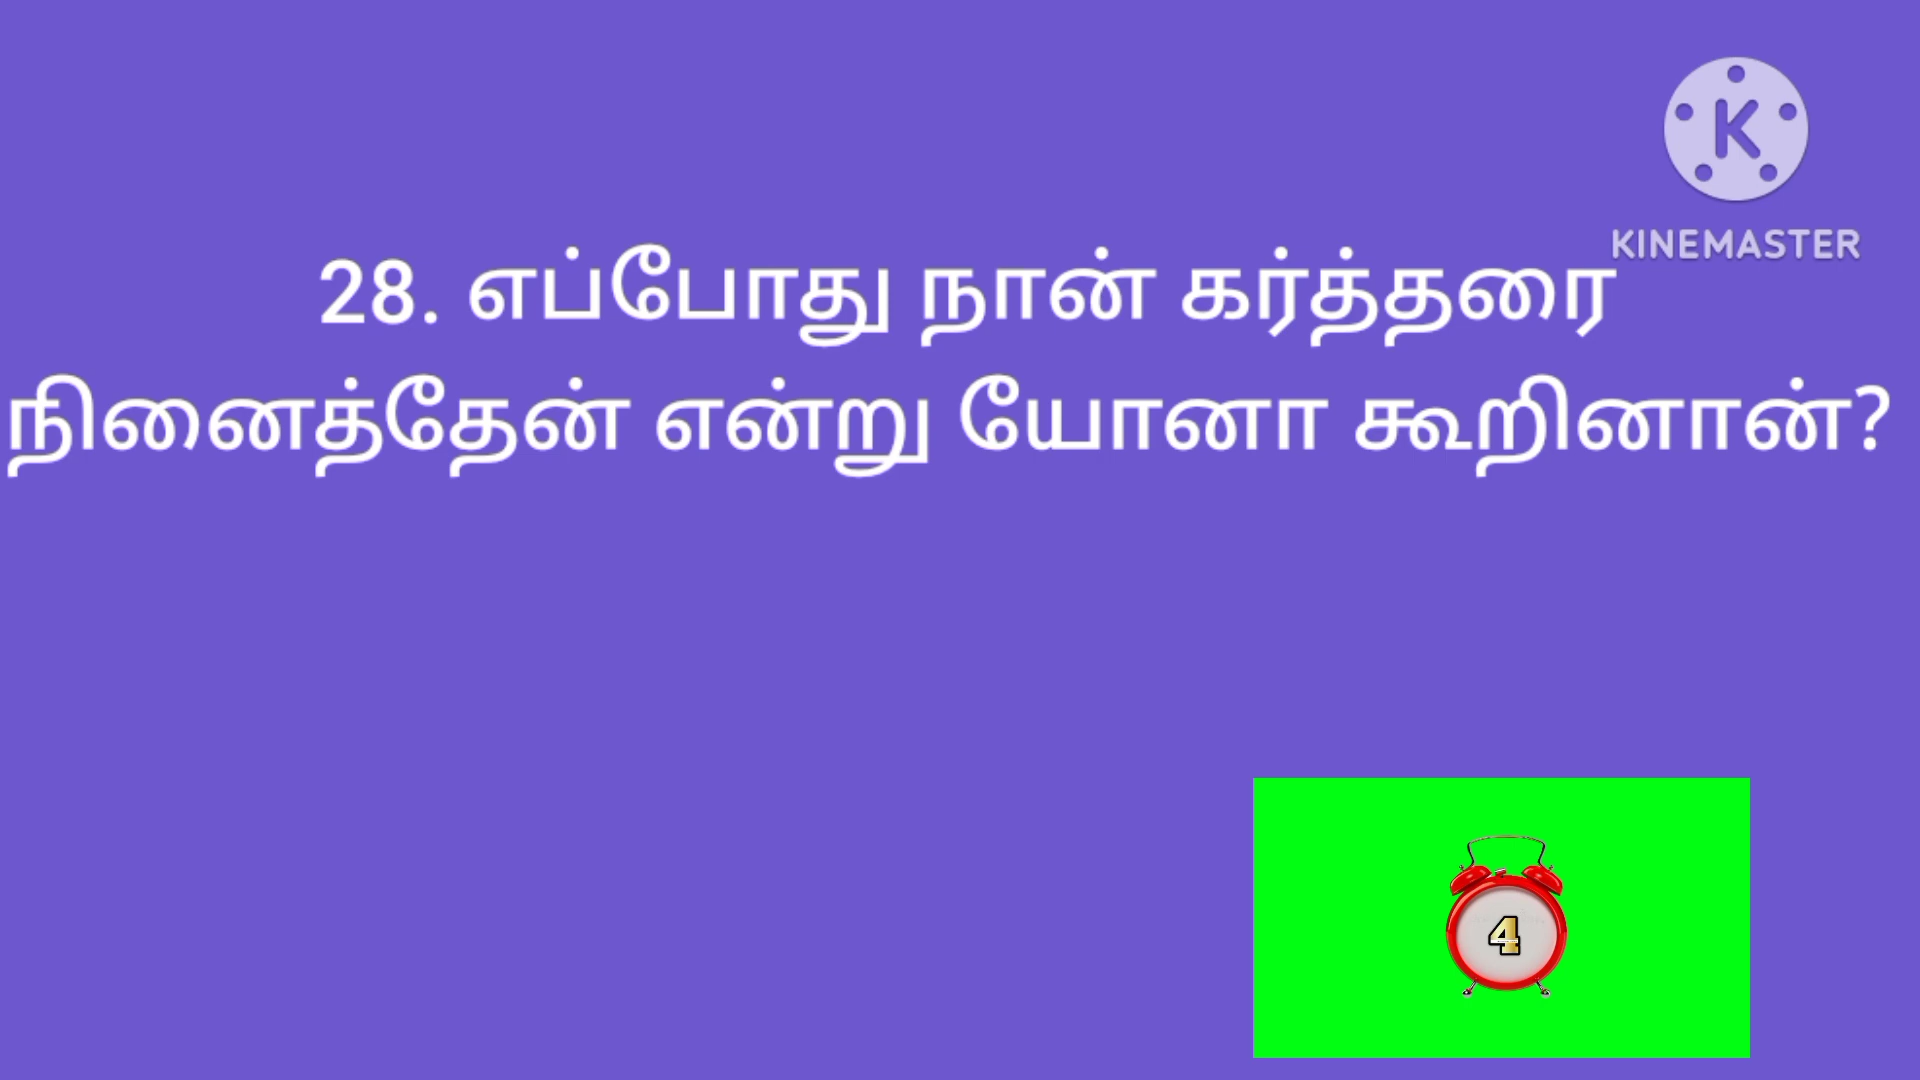 K
KINEMASTER
28. எப்போது நான் கர்த்தரை
நினைத்தேன் என்று யோனா கூறினான்?
4